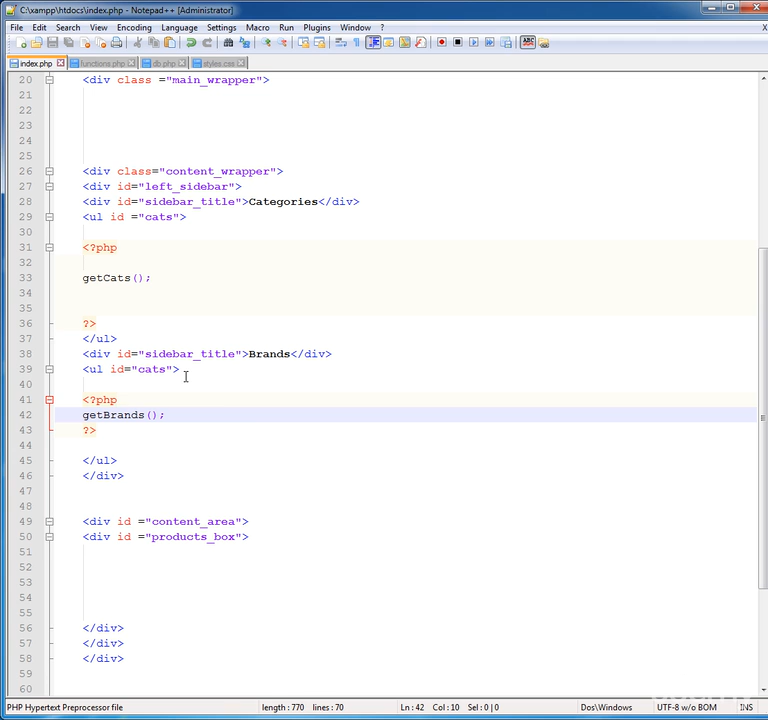 C:\xampp\htdocs\index.php - Notepad++ [Administrator]
File Edit Search View Encoding Language Settings Macro Run Plugins Window ? X
index.php functions.php db.php styles.css
20 <div class ="main_wrapper">
21
22
23
24
25
26 <div class="content_wrapper">
27 <div id="left_sidebar">
28 <div id="sidebar_title">Categories</div>
29 <ul id ="cats">
30
31 <?php
32
33 getCats();
34
35
36 ?>
37 </ul>
38 <div id="sidebar_title">Brands</div>
39 <ul id="cats">
40
41 <?php
42 getBrands();
43 ?>
44
45 </ul>
46 </div>
47
48
49 <div id ="content_area">
50 <div id ="products_box">
51
52
53
54
55
56 </div>
57 </div>
58 </div>
59
60
PHP Hypertext Preprocessor file length : 770 lines : 70 Ln : 42 Col : 10 Sel : 0 | 0 Dos\Windows UTF-8 w/o BOM INS